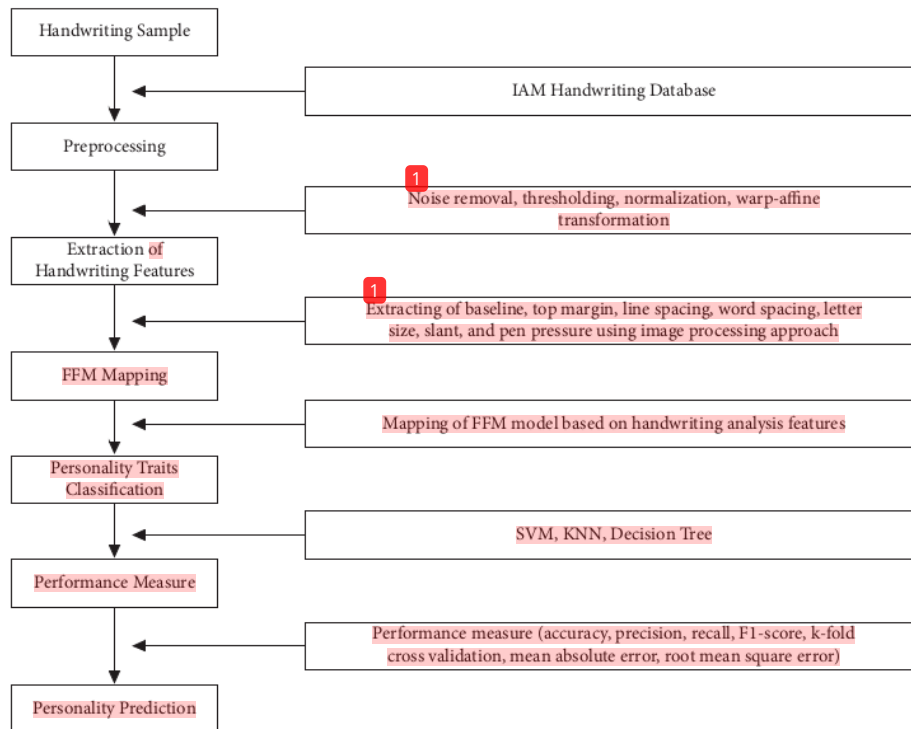 Handwriting Sample
IAM Handwriting Database
Preprocessing
1
Noise removal, thresholding, normalization, warp-affine
transformation
Extraction of
Handwriting Features
1
Extracting of baseline, top margin, line spacing, word spacing, letter
size, slant, and pen pressure using image processing approach
FFM Mapping
Mapping of FFM model based on handwriting analysis features
Personality Traits
Classification
SVM, KNN, Decision Tree
Performance Measure
Performance measure (accuracy, precision, recall, F1-score, k-fold
cross validation, mean absolute error, root mean square error)
Personality Prediction